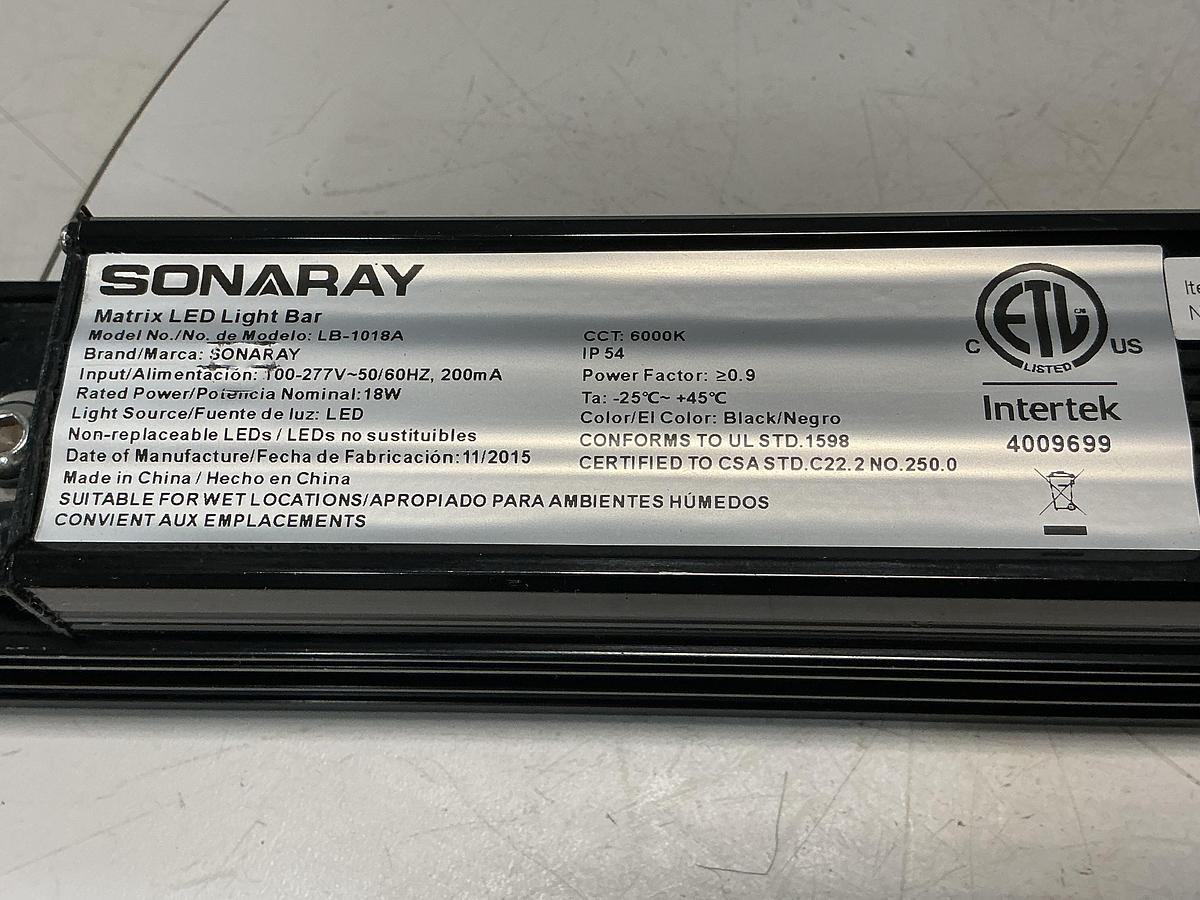 SONARAY
Matrix LED Light Bar
Model No./No. de Modelo: LB-1018A
Brand/Marca: SONARAY
Input/Alimentación: 100-277V~50/60HZ, 200mA
Rated Power/Potencia Nominal:18W
Light Source/Fuente de luz: LED
Non-replaceable LEDs / LEDs no sustituibles
Date of Manufacture/Fecha de Fabricación:11/2015
Made in China / Hecho en China
SUITABLE FOR WET LOCATIONS/APROPIADO PARA AMBIENTES HÚMEDOS
CONVIENT AUX EMPLACEMENTS
CCT: 6000K
IP 54
Power Factor: ≥0.9
Ta: -25℃~ +45℃
Color/El Color: Black/Negro
CONFORMS TO UL STD.1598
CERTIFIED TO CSA STD.C22.2 NO.250.0
ETL
C US
LISTED
Intertek
4009699